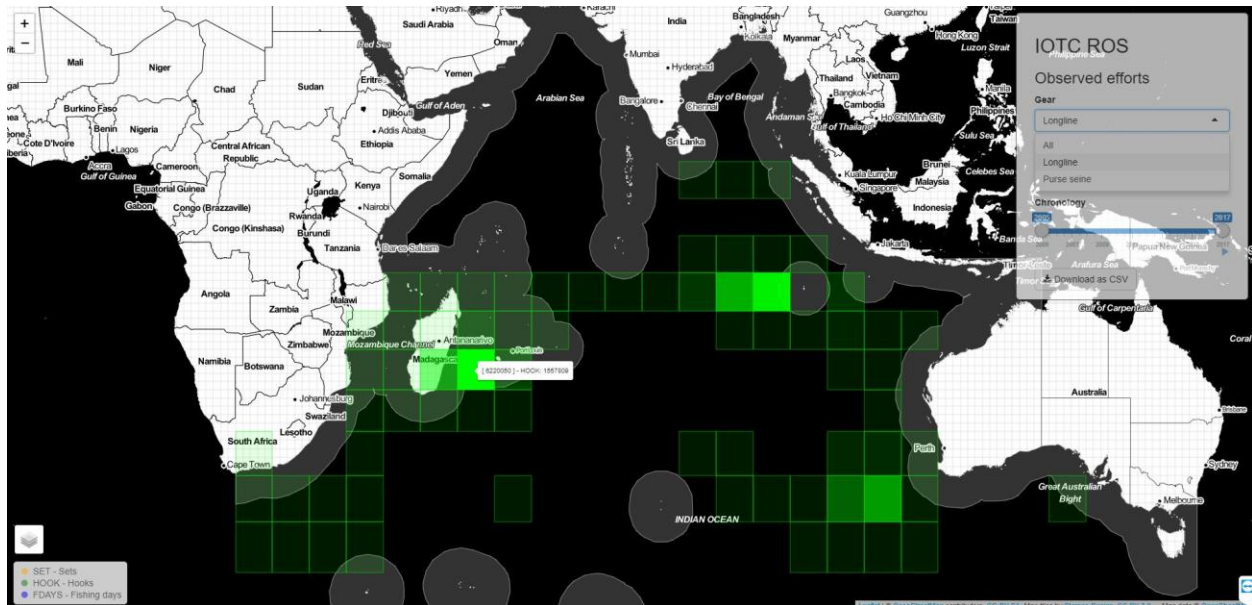 +
−
IOTC ROS
Observed efforts
Gear
Longline
All
Longline
Purse seine
Chronology
2017
Download as CSV
Saudi Arabia
Riyadh
Red Sea
Oman
Yemen
Gulf of Aden
Arabian Sea
India
Mumbai
Hyderabad
Bangalore
Chennai
Sri Lanka
Bay of Bengal
Bangladesh
Kolkata
Myanmar
Laos
Thailand
Vietnam
Bangkok
Cambodia
Ho Chi Minh City
Gulf of Thailand
Guangzhou
Hong Kong
Luzon Strait
Philippine Sea
Manila
Philippines
Sulu Sea
Celebes Sea
Brunei
Malaysia
Kuala Lumpur
Singapore
Indonesia
Jakarta
Banda Sea
Arafura Sea
Papua New Guinea
Gulf of Carpentaria
Coral
Mali
Niger
Chad
Sudan
Eritrea
Djibouti
Addis Ababa
Ethiopia
Burkino Faso
Benin
Nigeria
Lagos
Cote D'Ivoire
Accra
Gulf of Guinea
Cameroon
Central African
Republic
Equatorial Guinea
Gabon
Congo (Brazzaville)
Congo (Kinshasa)
Uganda
Rwanda
Burundi
Kenya
Nairobi
Somalia
Tanzania
Dar es Salaam
Angola
Zambia
Malawi
Mozambique
Mozambique Channel
Zimbabwe
Namibia
Botswana
Antananarivo
Madagascar
Port Louis
[ 6220050 ] - HOOK: 1557809
Johannesburg
Swaziland
Lesotho
South Africa
Cape Town
Australia
Brisbane
Perth
Sydney
Great Australian
Bight
Melbourne
INDIAN OCEAN
SET - Sets
HOOK - Hooks
FDAYS - Fishing days